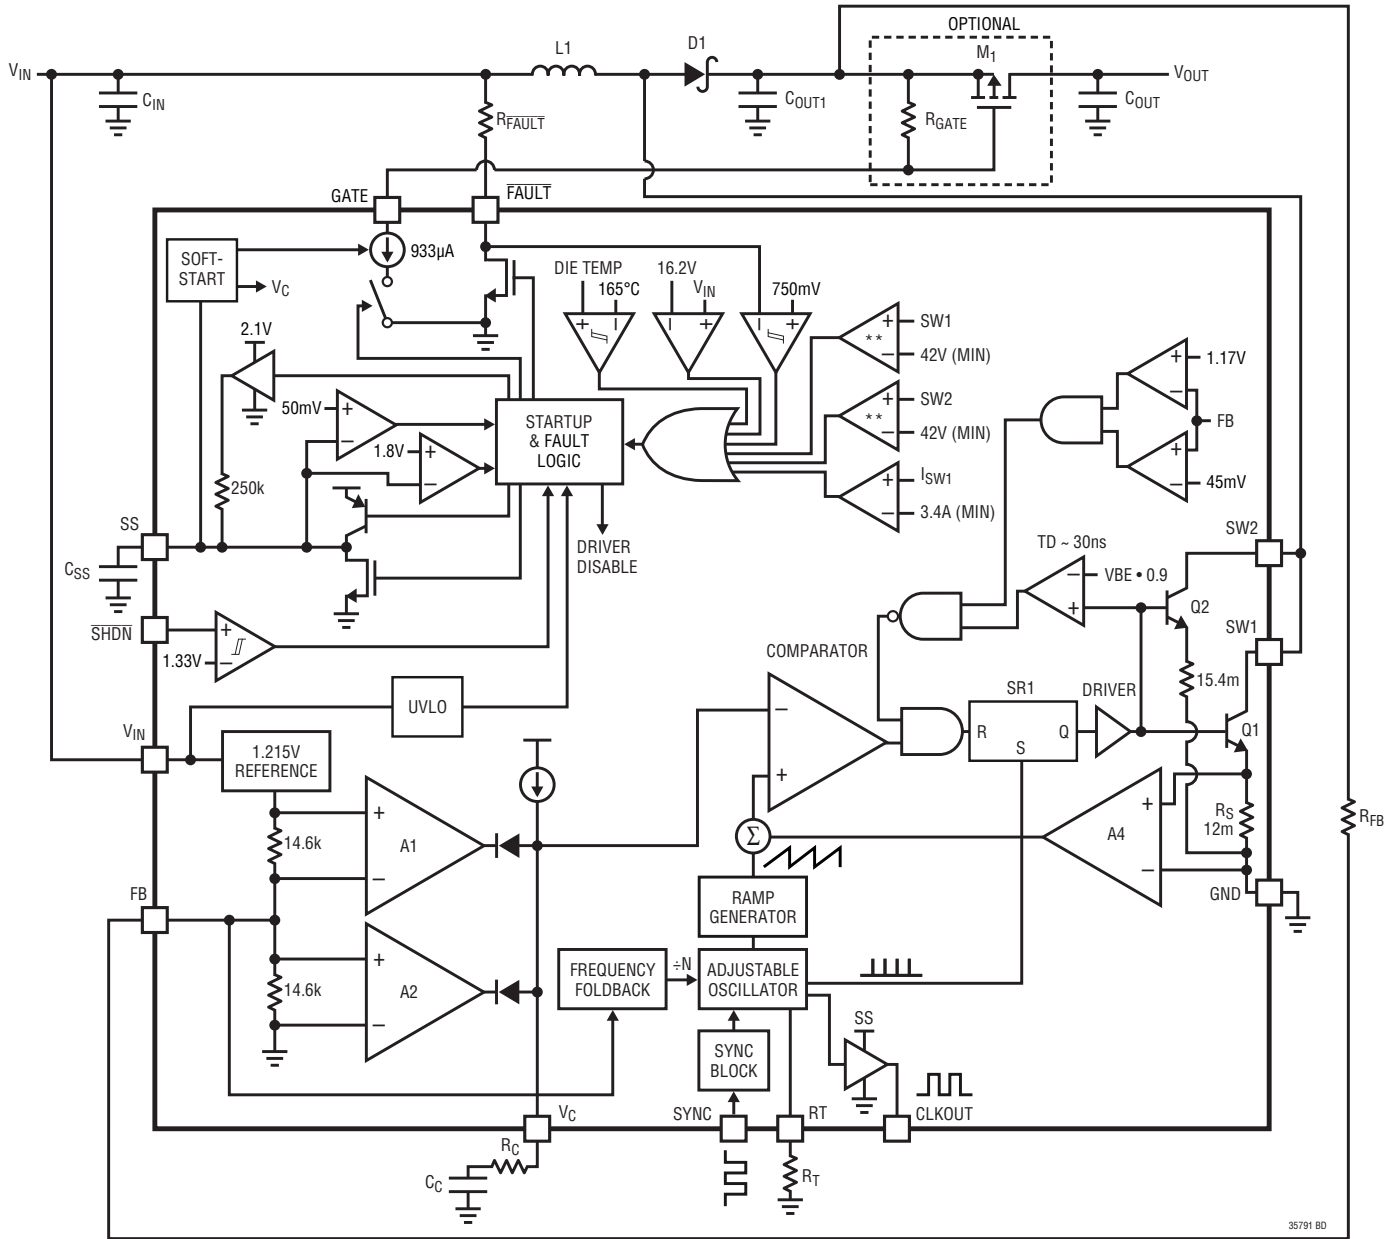 OPTIONAL
L1
D1
M1
VIN
CIN
RFAULT
COUT1
RGATE
COUT
VOUT
GATE
FAULT
SOFT-
START
933µA
VC
DIE TEMP
165°C
16.2V
VIN
750mV
+
–
–
+
–
+
+
SW1
**
–
42V (MIN)
+
SW2
**
–
42V (MIN)
+
ISW1
–
3.4A (MIN)
+
1.17V
–
FB
+
–
45mV
2.1V
50mV
+
–
1.8V
+
–
STARTUP
& FAULT
LOGIC
250k
SS
CSS
DRIVER
DISABLE
SHDN
1.33V
+
–
TD ~ 30ns
–
VBE • 0.9
+
SW2
Q2
SW1
15.4m
COMPARATOR
–
+
SR1
R
S
Q
DRIVER
Q1
UVLO
VIN
1.215V
REFERENCE
14.6k
+
A1
–
FB
14.6k
+
A2
–
Σ
A4
+
–
RS
12m
RFB
GND
RAMP
GENERATOR
FREQUENCY
FOLDBACK
÷N
ADJUSTABLE
OSCILLATOR
SYNC
BLOCK
SS
VC
SYNC
RT
CLKOUT
RC
CC
RT
35791 BD